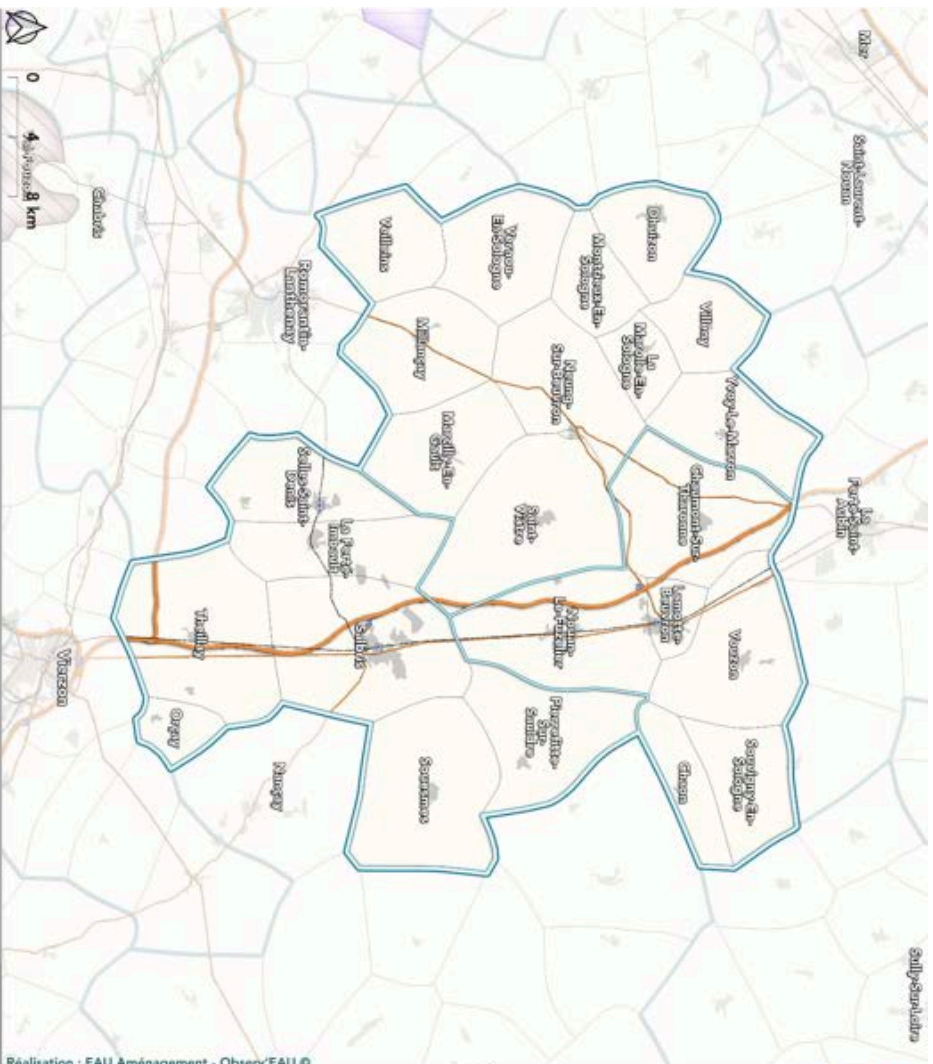 Mer
Saint-Laurent-
Nouan
La
Ferté-Saint-
Aubin
Sully-Sur-Loire
Dhuizon
Villeny
Yvoy-Le-Marron
Montrieux-En-
Sologne
La
Marolle-En-
Sologne
Chaumont-Sur-
Tharonne
Vouzon
Souvigny-En-
Sologne
Chaon
Vernou-
En-Sologne
Neung-
Sur-Beuvron
Lamotte-
Beuvron
Veilleins
Millançay
Saint-
Viâtre
Nouan-
Le-Fuzelier
Pierrefitte-
Sur-
Sauldre
Marcilly-En-
Gault
Romorantin-
Lanthenay
Selles-Saint-
Denis
La Ferté-
Imbault
Salbris
Souesmes
Chabris
Theillay
Orçay
Nançay
Vierzon
0
4
8 km
Réalisation : EAU Aménagement - Observ'EAU ©